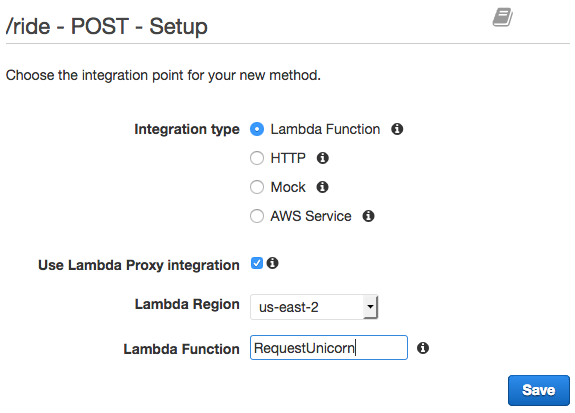 /ride - POST - Setup
Choose the integration point for your new method.
Integration type Lambda Function
HTTP
Mock
AWS Service
Use Lambda Proxy integration
Lambda Region us-east-2
Lambda Function RequestUnicorn
Save